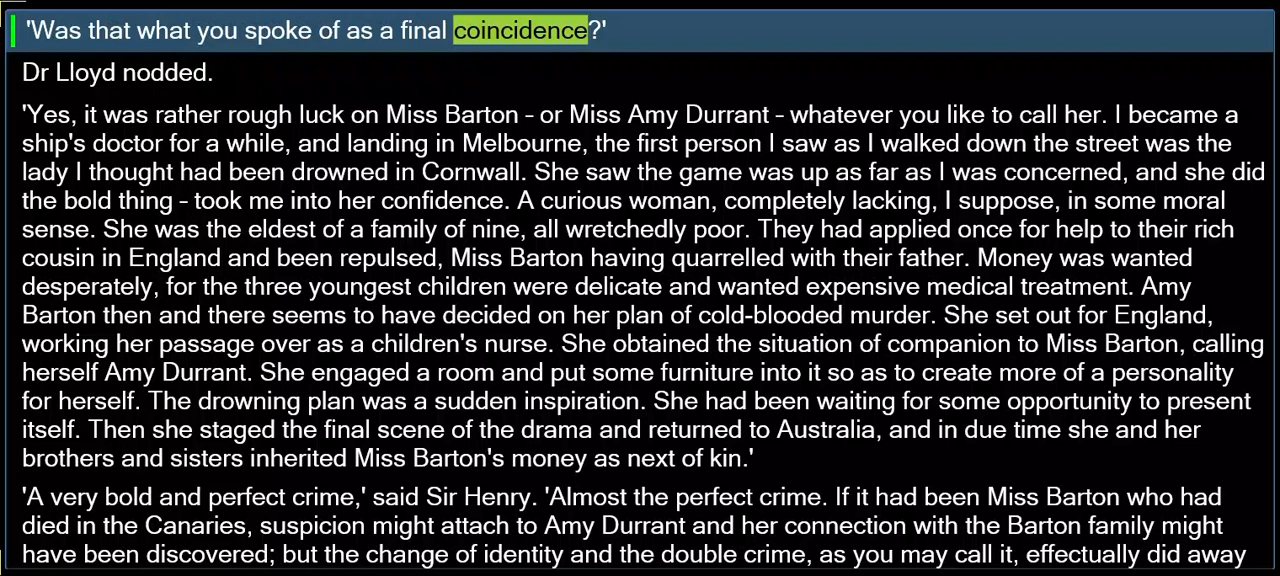 'Was that what you spoke of as a final coincidence?'
Dr Lloyd nodded.
'Yes, it was rather rough luck on Miss Barton – or Miss Amy Durrant – whatever you like to call her. I became a
ship's doctor for a while, and landing in Melbourne, the first person I saw as I walked down the street was the
lady I thought had been drowned in Cornwall. She saw the game was up as far as I was concerned, and she did
the bold thing – took me into her confidence. A curious woman, completely lacking, I suppose, in some moral
sense. She was the eldest of a family of nine, all wretchedly poor. They had applied once for help to their rich
cousin in England and been repulsed, Miss Barton having quarrelled with their father. Money was wanted
desperately, for the three youngest children were delicate and wanted expensive medical treatment. Amy
Barton then and there seems to have decided on her plan of cold-blooded murder. She set out for England,
working her passage over as a children's nurse. She obtained the situation of companion to Miss Barton, calling
herself Amy Durrant. She engaged a room and put some furniture into it so as to create more of a personality
for herself. The drowning plan was a sudden inspiration. She had been waiting for some opportunity to present
itself. Then she staged the final scene of the drama and returned to Australia, and in due time she and her
brothers and sisters inherited Miss Barton's money as next of kin.'
'A very bold and perfect crime,' said Sir Henry. 'Almost the perfect crime. If it had been Miss Barton who had
died in the Canaries, suspicion might attach to Amy Durrant and her connection with the Barton family might
have been discovered; but the change of identity and the double crime, as you may call it, effectually did away